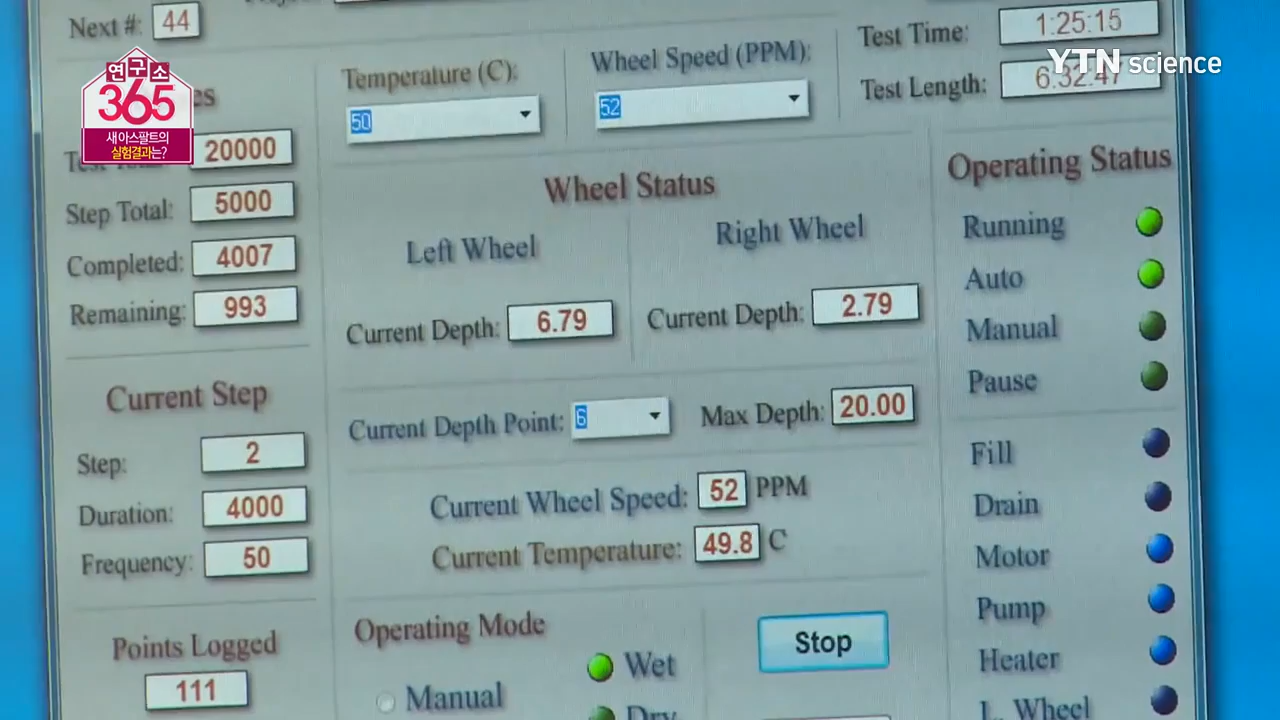 Next #: 44
Test Time: 1:25:15
YTN science
Test Length: 6:32:47
연구소
365
새 아스팔트의
실험결과는?
Temperature (C):
50
Wheel Speed (PPM):
52
20000
Step Total: 5000
Completed: 4007
Remaining: 993
Wheel Status
Left Wheel
Current Depth: 6.79
Right Wheel
Current Depth: 2.79
Current Depth Point: 6
Max Depth: 20.00
Current Wheel Speed: 52 PPM
Current Temperature: 49.8 C
Operating Status
Running
Auto
Manual
Pause
Fill
Drain
Motor
Pump
Heater
L. Wheel
Current Step
Step: 2
Duration: 4000
Frequency: 50
Points Logged
111
Operating Mode
Manual
Wet
Dry
Stop